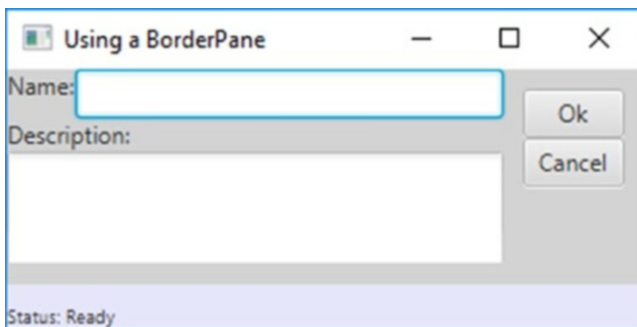 Using a BorderPane
Name:
Ok
Description:
Cancel
Status: Ready